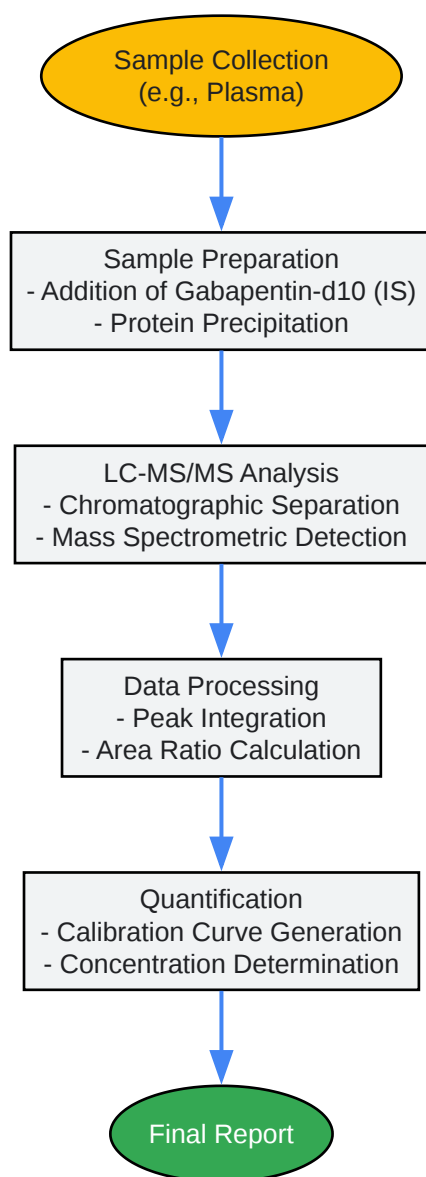 Sample Collection
(e.g., Plasma)
Sample Preparation
- Addition of Gabapentin-d10 (IS)
- Protein Precipitation
LC-MS/MS Analysis
- Chromatographic Separation
- Mass Spectrometric Detection
Data Processing
- Peak Integration
- Area Ratio Calculation
Quantification
- Calibration Curve Generation
- Concentration Determination
Final Report